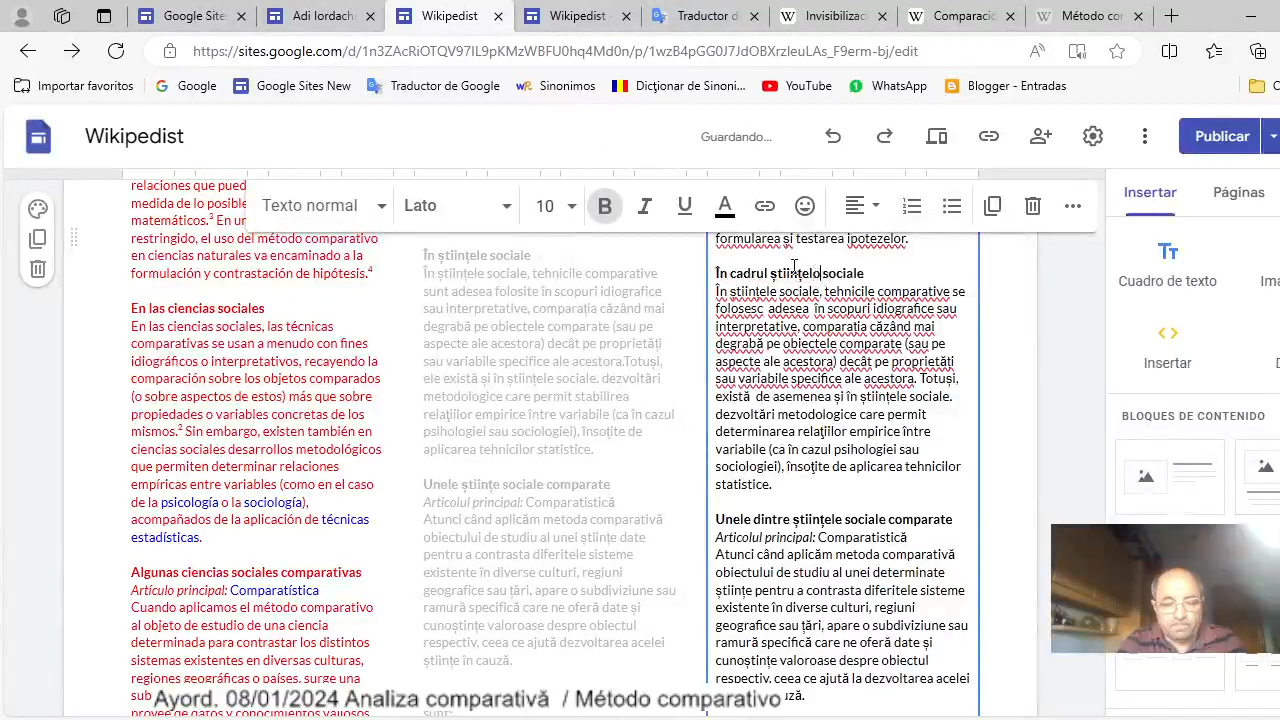 Google Site
Adi Iordach
Wikipedist
Wikipedist
Traductor d
Invisibiliza
Comparació
Método co
https://sites.google.com/d/1n3ZAcRiOTQV97IL9pKMzWBFU0hq4Md0n/p/1wzB4pGG0J7JdOBXrzleuLAs_F9erm-bj/edit
Importar favoritos
Google
Google Sites New
Traductor de Google
Sinonimos
Dicţionar de Sinoni...
YouTube
WhatsApp
Blogger - Entradas
Wikipedist
Guardando...
Publicar
Texto normal
Lato
10
Insertar
Páginas
Cuadro de texto
Insertar
BLOQUES DE CONTENIDO
relaciones que pued
medida de lo posible
matemáticos.3 En un
restringido, el uso del método comparativo
en ciencias naturales va encaminado a la
formulación y contrastación de hipótesis.4
En las ciencias sociales
En las ciencias sociales, las técnicas
comparativas se usan a menudo con fines
idiográficos o interpretativos, recayendo la
comparación sobre los objetos comparados
(o sobre aspectos de estos) más que sobre
propiedades o variables concretas de los
mismos.2 Sin embargo, existen también en
ciencias sociales desarrollos metodológicos
que permiten determinar relaciones
empíricas entre variables (como en el caso
de la psicología o la sociología),
acompañados de la aplicación de técnicas
estadísticas.
Algunas ciencias sociales comparativas
Artículo principal: Comparatística
Cuando aplicamos el método comparativo
al objeto de estudio de una ciencia
determinada para contrastar los distintos
sistemas existentes en diversas culturas,
regiones geográficas o países, surge una
sub
provee de datos y conocimientos valiosos
În științele sociale
În științele sociale, tehnicile comparative
sunt adesea folosite în scopuri idiografice
sau interpretative, comparația căzând mai
degrabă pe obiectele comparate (sau pe
aspecte ale acestora) decât pe proprietăți
sau variabile specifice ale acestora.Totuși,
ele există și în științele sociale. dezvoltări
metodologice care permit stabilirea
relațiilor empirice între variabile (ca în cazul
psihologiei sau sociologiei), însoțite de
aplicarea tehnicilor statistice.
Unele științe sociale comparate
Articolul principal: Comparatistică
Atunci când aplicăm metoda comparativă
obiectului de studiu al unei științe date
pentru a contrasta diferitele sisteme
existente în diverse culturi, regiuni
geografice sau țări, apare o subdiviziune sau
ramură specifică care ne oferă date și
cunoștințe valoroase despre obiectul
respectiv, ceea ce ajută dezvoltarea acelei
științe în cauză.
sunt:
formularea și testarea ipotezelor.
În cadrul științelo sociale
În științele sociale, tehnicile comparative se
folosesc adesea în scopuri idiografice sau
interpretative, comparația căzând mai
degrabă pe obiectele comparate (sau pe
aspecte ale acestora) decât pe proprietăți
sau variabile specifice ale acestora. Totuși,
există de asemenea și în științele sociale.
dezvoltări metodologice care permit
determinarea relațiilor empirice între
variabile (ca în cazul psihologiei sau
sociologiei), însoțite de aplicarea tehnicilor
statistice.
Unele dintre științele sociale comparate
Articolul principal: Comparatistică
Atunci când aplicăm metoda comparativă
obiectului de studiu al unei determinate
științe pentru a contrasta diferitele sisteme
existente în diverse culturi, regiuni
geografice sau țări, apare o subdiviziune sau
ramură specifică care ne oferă date și
cunoștințe valoroase despre obiectul
respectiv, ceea ce ajută la dezvoltarea acelei
uză.
Ayord. 08/01/2024 Analiza comparativă / Método comparativo